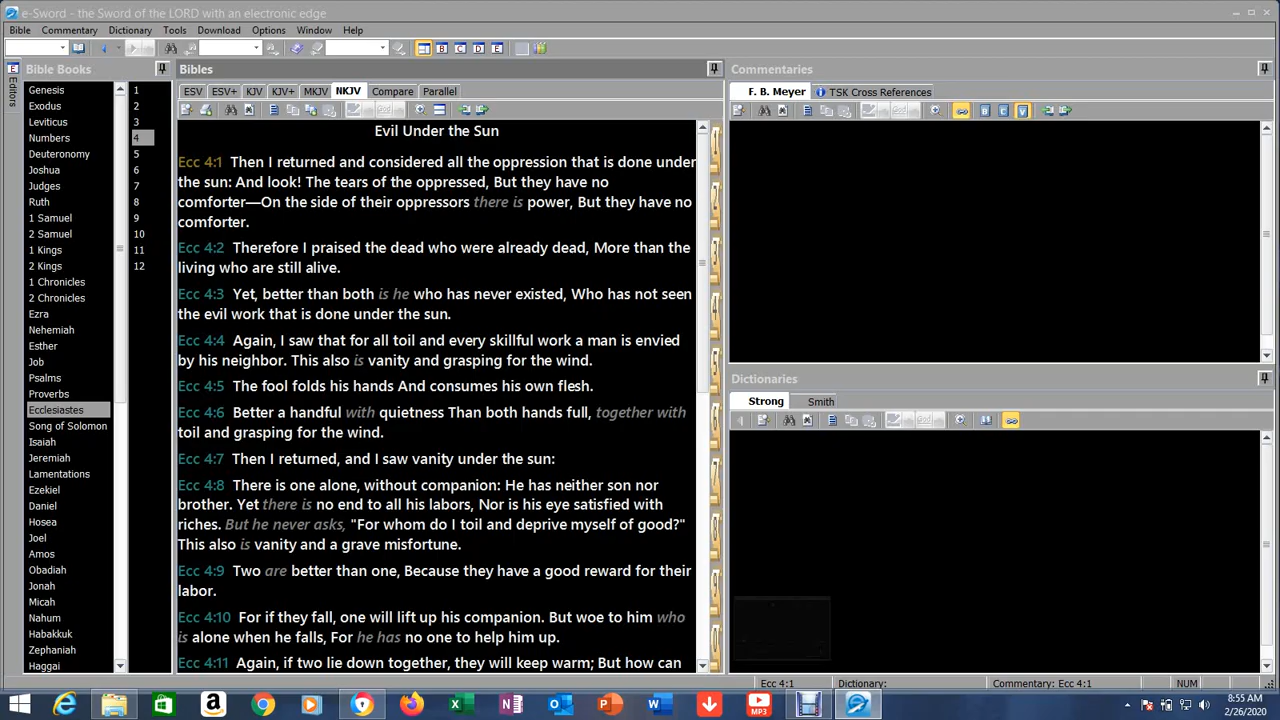 e-Sword - the Sword of the LORD with an electronic edge
Bible Commentary Dictionary Tools Download Options Window Help
B C D E
Editors
Bible Books
Genesis
Exodus
Leviticus
Numbers
Deuteronomy
Joshua
Judges
Ruth
1 Samuel
2 Samuel
1 Kings
2 Kings
1 Chronicles
2 Chronicles
Ezra
Nehemiah
Esther
Job
Psalms
Proverbs
Ecclesiastes
Song of Solomon
Isaiah
Jeremiah
Lamentations
Ezekiel
Daniel
Hosea
Joel
Amos
Obadiah
Jonah
Micah
Nahum
Habakkuk
Zephaniah
Haggai
1
2
3
4
5
6
7
8
9
10
11
12
Bibles
ESV ESV+ KJV KJV+ MKJV NKJV Compare Parallel
Evil Under the Sun
Ecc 4:1 Then I returned and considered all the oppression that is done under
the sun: And look! The tears of the oppressed, But they have no
comforter—On the side of their oppressors there is power, But they have no
comforter.
Ecc 4:2 Therefore I praised the dead who were already dead, More than the
living who are still alive.
Ecc 4:3 Yet, better than both is he who has never existed, Who has not seen
the evil work that is done under the sun.
Ecc 4:4 Again, I saw that for all toil and every skillful work a man is envied
by his neighbor. This also is vanity and grasping for the wind.
Ecc 4:5 The fool folds his hands And consumes his own flesh.
Ecc 4:6 Better a handful with quietness Than both hands full, together with
toil and grasping for the wind.
Ecc 4:7 Then I returned, and I saw vanity under the sun:
Ecc 4:8 There is one alone, without companion: He has neither son nor
brother. Yet there is no end to all his labors, Nor is his eye satisfied with
riches. But he never asks, "For whom do I toil and deprive myself of good?"
This also is vanity and a grave misfortune.
Ecc 4:9 Two are better than one, Because they have a good reward for their
labor.
Ecc 4:10 For if they fall, one will lift up his companion. But woe to him who
is alone when he falls, For he has no one to help him up.
Ecc 4:11 Again, if two lie down together, they will keep warm; But how can
1
2
3
4
5
6
7
8
9
0
Commentaries
F. B. Meyer TSK Cross References
B C V
Dictionaries
Strong Smith
Ecc 4:1 Dictionary: Commentary: Ecc 4:1 NUM
MP3
8:55 AM
2/26/2020